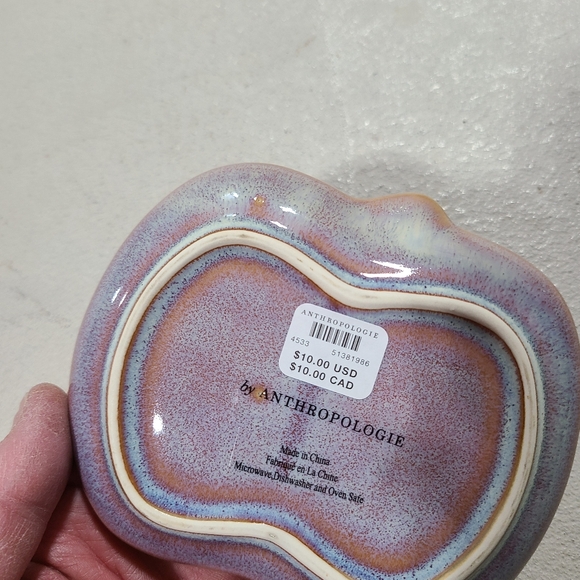 ANTHROPOLOGIE
4533 51381986
$10.00 USD
$10.00 CAD
by ANTHROPOLOGIE
Made in China.
Fabriqué en La Chine.
Microwave,Dishwasher and Oven Safe